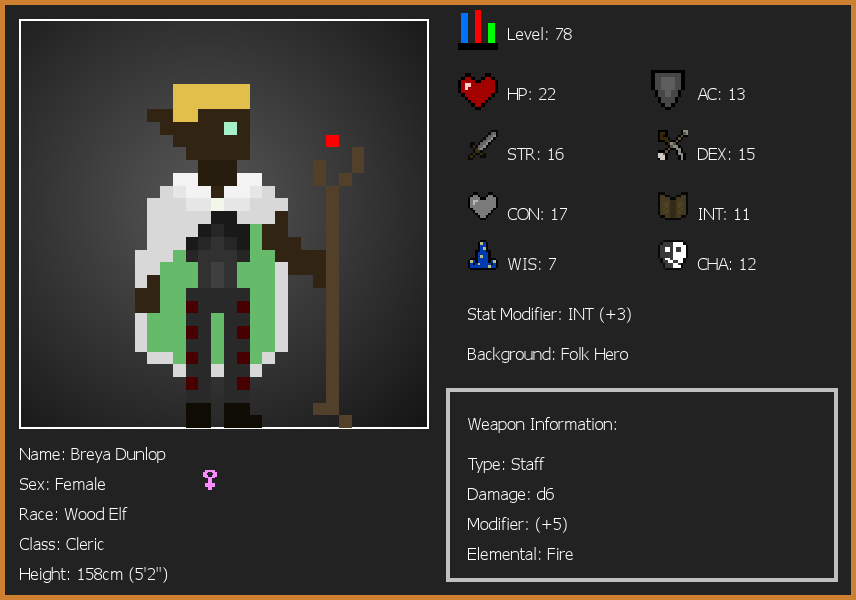 Level: 78
HP: 22
AC: 13
STR: 16
DEX: 15
CON: 17
INT: 11
WIS: 7
CHA: 12
Stat Modifier: INT (+3)
Background: Folk Hero
Weapon Information:
Type: Staff
Damage: d6
Modifier: (+5)
Elemental: Fire
Name: Breya Dunlop
Sex: Female
Race: Wood Elf
Class: Cleric
Height: 158cm (5'2")